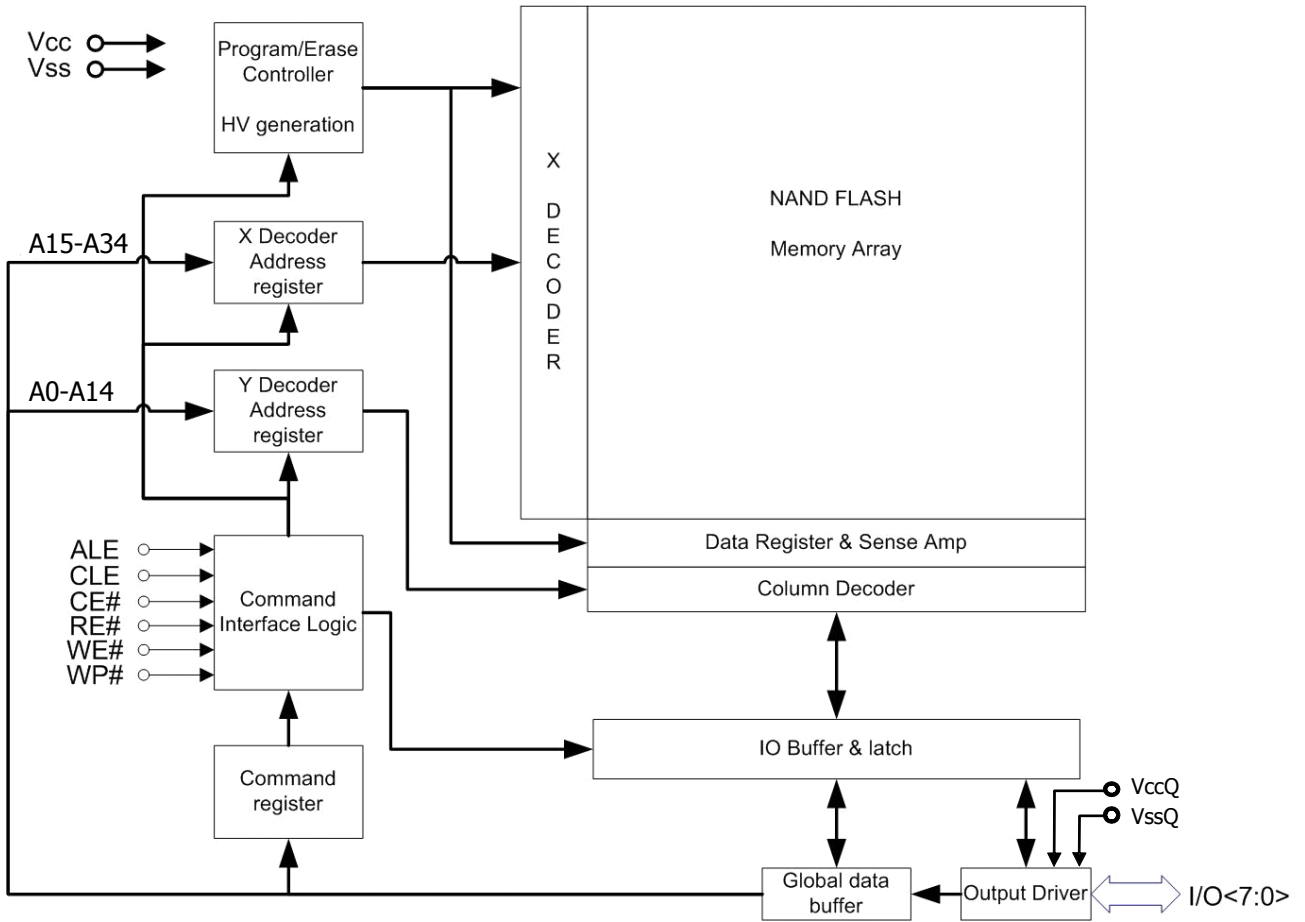 Vcc
Vss
Program/Erase
Controller
HV generation
X
DECODER
NAND FLASH
Memory Array
A15-A34
X Decoder
Address
register
A0-A14
Y Decoder
Address
register
Data Register & Sense Amp
Column Decoder
ALE
CLE
CE#
RE#
WE#
WP#
Command
Interface Logic
IO Buffer & latch
Command
register
VccQ
VssQ
Global data
buffer
Output Driver
I/O<7:0>